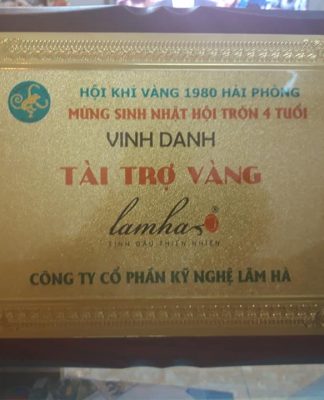 HỘI KHỈ VÀNG 1980 HẢI PHÒNG
MỪNG SINH NHẬT HỘI TRÒN 4 TUỔI
VINH DANH
TÀI TRỢ VÀNG
lamha
TINH DẦU THIÊN NHIÊN
CÔNG TY CỔ PHẦN KỸ NGHỆ LÂM HÀ